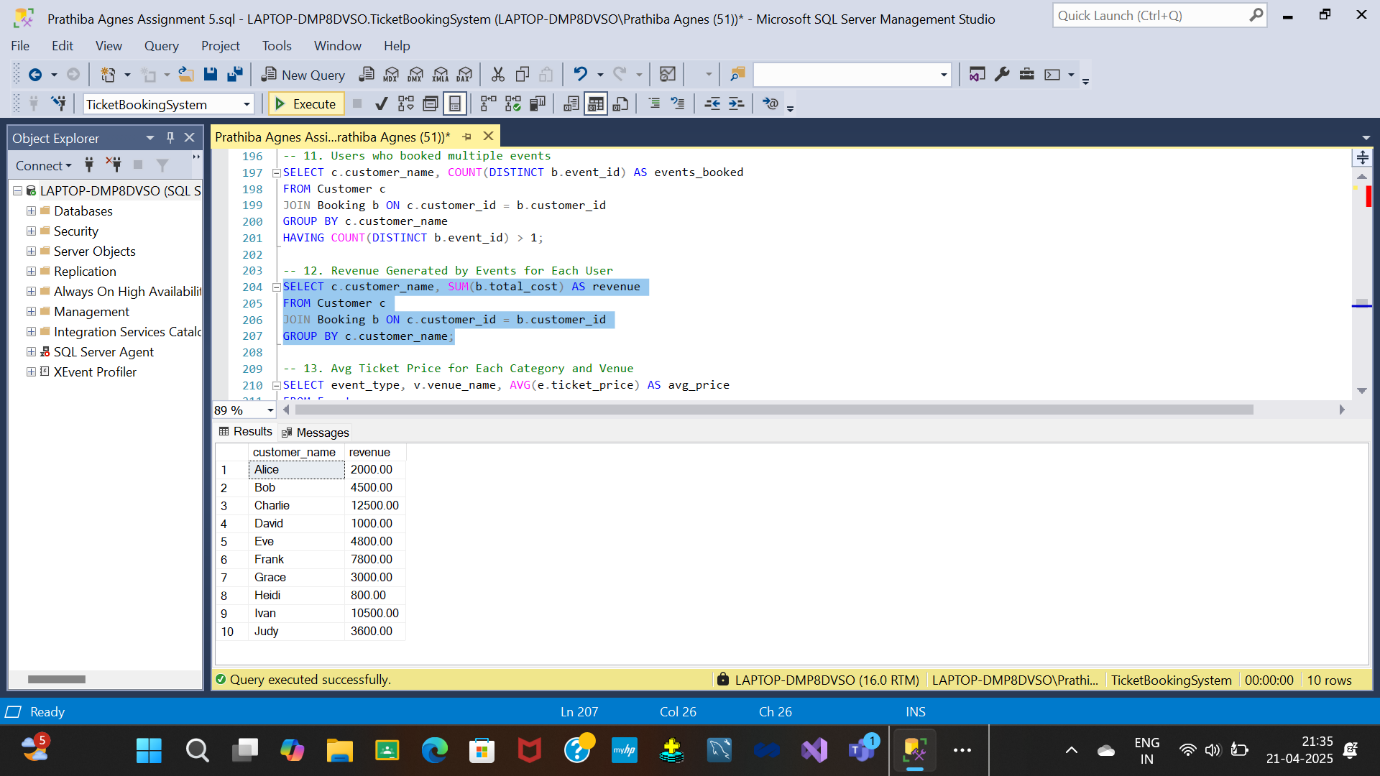 Prathiba Agnes Assignment 5.sql - LAPTOP-DMP8DVSO.TicketBookingSystem (LAPTOP-DMP8DVSO\Prathiba Agnes (51))* - Microsoft SQL Server Management Studio
Quick Launch (Ctrl+Q)
File Edit View Query Project Tools Window Help
New Query
MDX DMX XMLA DAX
TicketBookingSystem
Execute
Object Explorer
Prathiba Agnes Assi...rathiba Agnes (51))*
Connect
LAPTOP-DMP8DVSO (SQL S
Databases
Security
Server Objects
Replication
Always On High Availabilit
Management
Integration Services Catalo
SQL Server Agent
XEvent Profiler
196 -- 11. Users who booked multiple events
197 SELECT c.customer_name, COUNT(DISTINCT b.event_id) AS events_booked
198 FROM Customer c
199 JOIN Booking b ON c.customer_id = b.customer_id
200 GROUP BY c.customer_name
201 HAVING COUNT(DISTINCT b.event_id) > 1;
202
203 -- 12. Revenue Generated by Events for Each User
204 SELECT c.customer_name, SUM(b.total_cost) AS revenue
205 FROM Customer c
206 JOIN Booking b ON c.customer_id = b.customer_id
207 GROUP BY c.customer_name;
208
209 -- 13. Avg Ticket Price for Each Category and Venue
210 SELECT event_type, v.venue_name, AVG(e.ticket_price) AS avg_price
89 %
Results Messages
customer_name revenue
1 Alice 2000.00
2 Bob 4500.00
3 Charlie 12500.00
4 David 1000.00
5 Eve 4800.00
6 Frank 7800.00
7 Grace 3000.00
8 Heidi 800.00
9 Ivan 10500.00
10 Judy 3600.00
Query executed successfully. LAPTOP-DMP8DVSO (16.0 RTM) LAPTOP-DMP8DVSO\Prathi... TicketBookingSystem 00:00:00 10 rows
Ready Ln 207 Col 26 Ch 26 INS
5
myhp
1
ENG
IN
21:35
21-04-2025